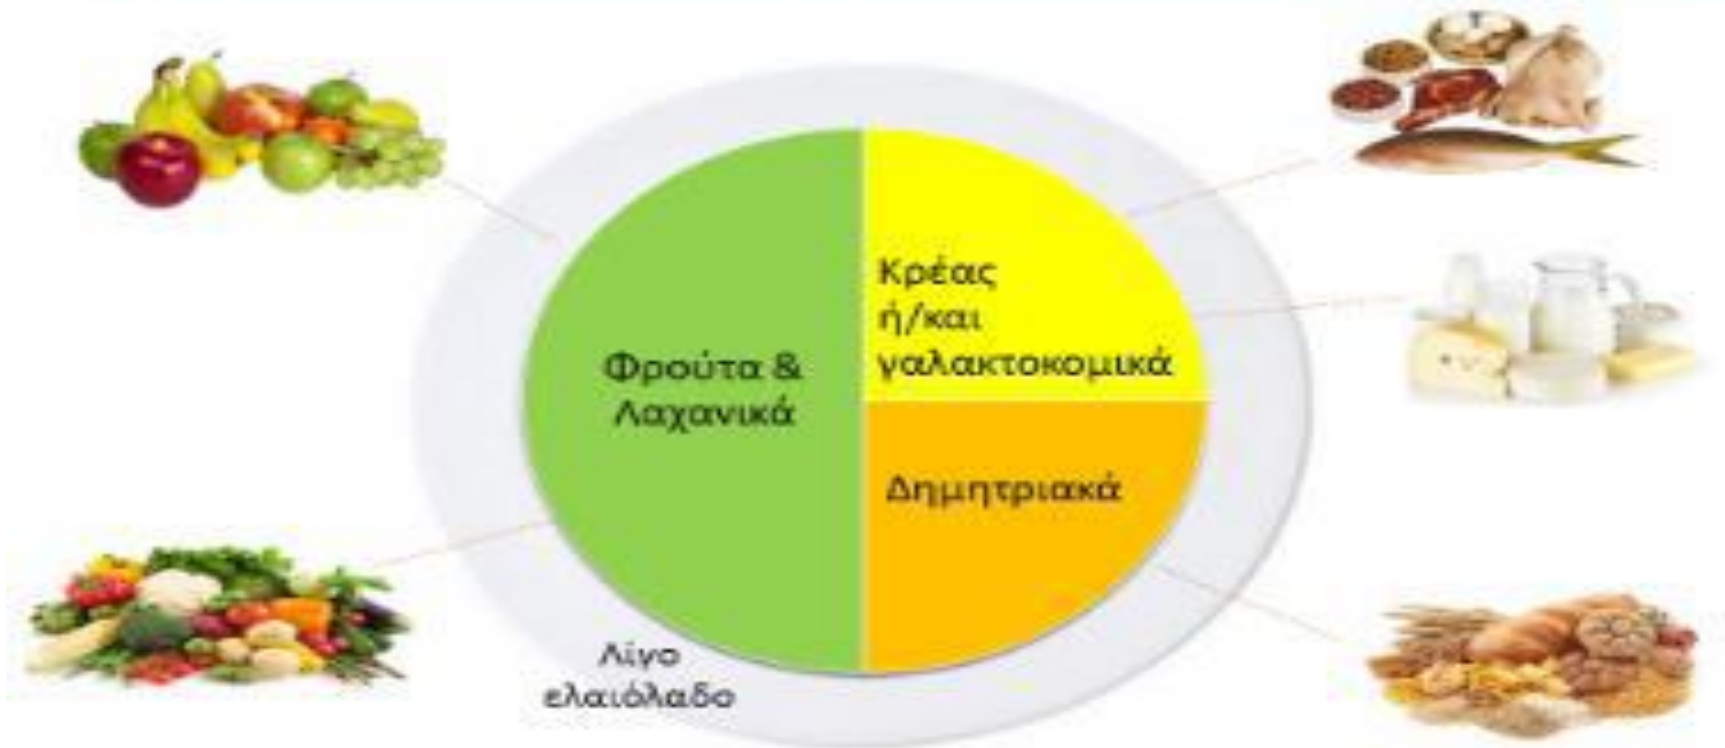 Φρούτα &
Λαχανικά
Κρέας
ή/και
γαλακτοκομικά
Δημητριακά
Λίγο
ελαιόλαδο